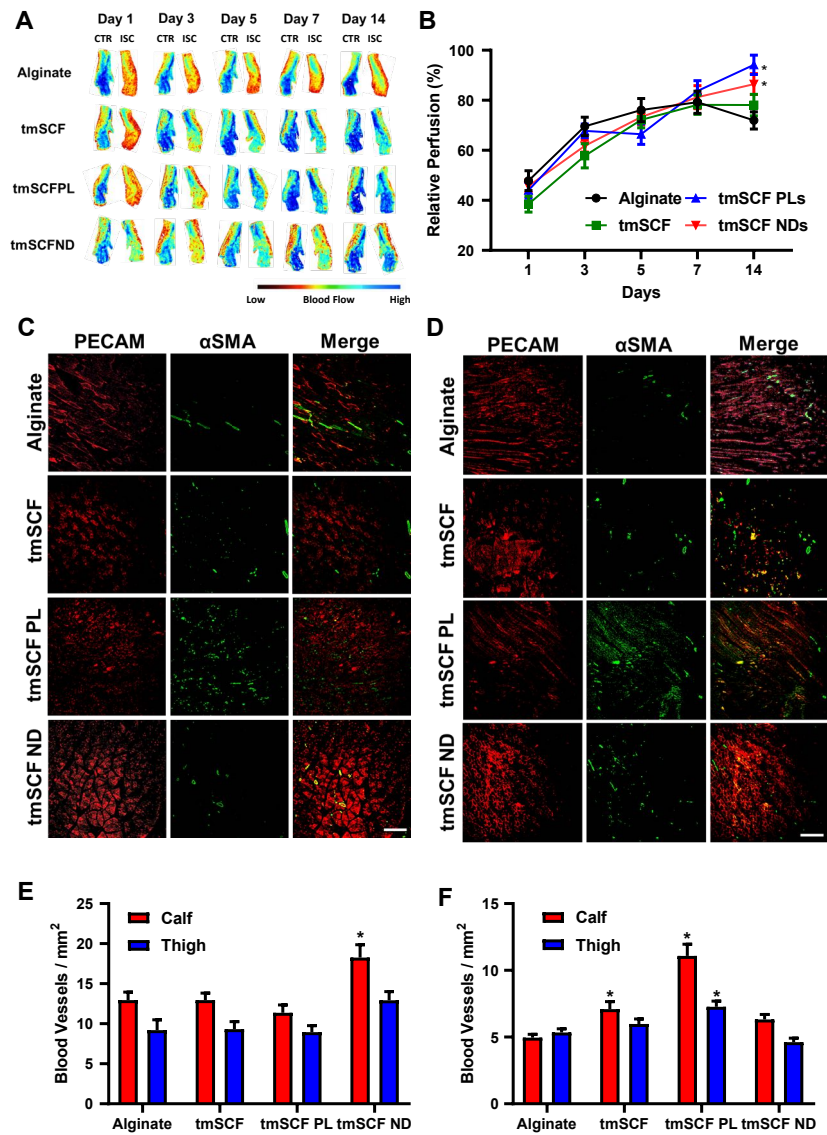 A
Day 1 Day 3 Day 5 Day 7 Day 14
CTR ISC CTR ISC CTR ISC CTR ISC CTR ISC
Alginate
tmSCF
tmSCFPL
tmSCFND
Low Blood Flow High
B
Relative Perfusion (%)
100
80
60
40
20
*
*
Alginate
tmSCF PLs
tmSCF
tmSCF NDs
1 3 5 7 14
Days
C
PECAM αSMA Merge
Alginate
tmSCF
tmSCF PL
tmSCF ND
D
PECAM αSMA Merge
Alginate
tmSCF
tmSCF PL
tmSCF ND
E
Blood Vessels / mm²
25
20
15
10
5
0
Calf
Thigh
*
Alginate tmSCF tmSCF PL tmSCF ND
F
Blood Vessels / mm²
15
10
5
0
Calf
Thigh
*
*
*
Alginate tmSCF tmSCF PL tmSCF ND